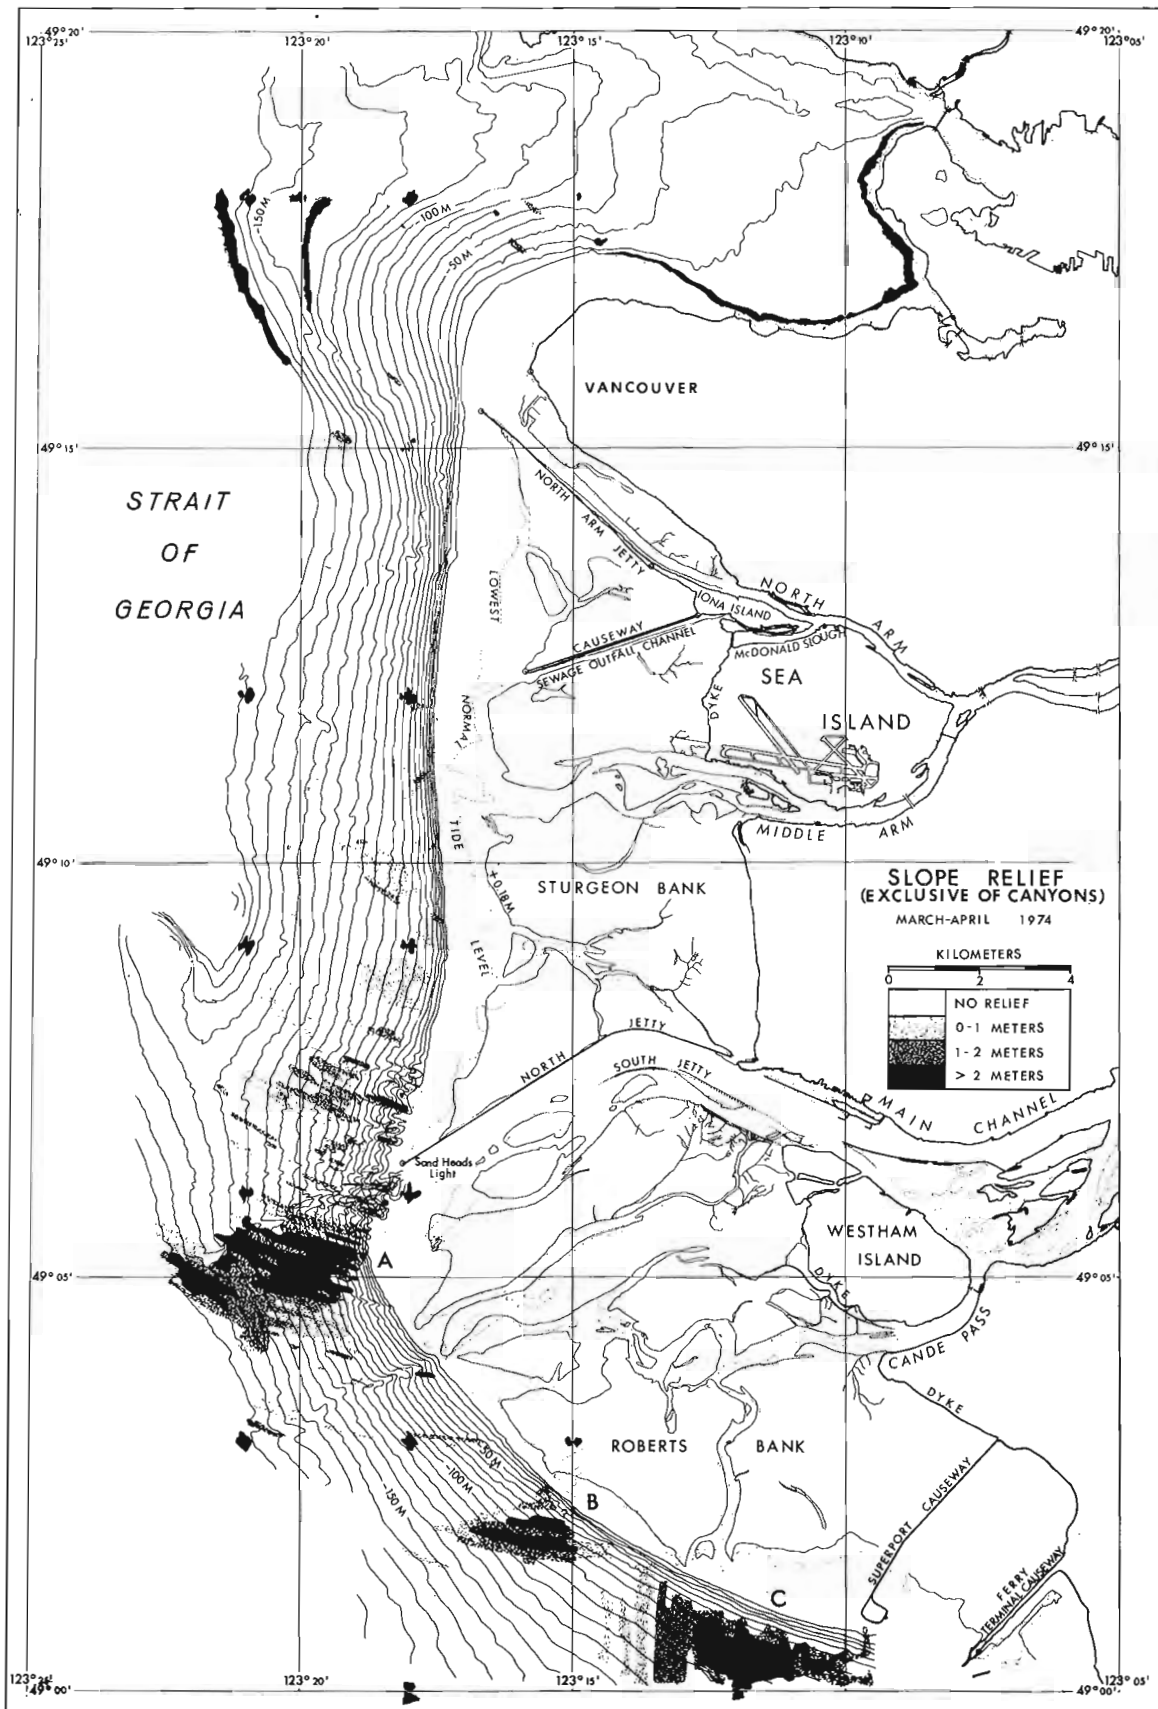 49°20'
123°25'
123°20'
123°15'
123°10'
49°20'
123°05'
-150M
-100M
-50M
VANCOUVER
49°15'
49°15'
STRAIT
OF
GEORGIA
NORTH ARM JETTY
LOWEST
NORMAL
TIDE
LEVEL
+0.18M
IONA ISLAND
NORTH ARM
CAUSEWAY
SEWAGE OUTFALL CHANNEL
McDONALD SLOUGH
SEA
ISLAND
DYKE
MIDDLE ARM
49°10'
49°10'
STURGEON BANK
SLOPE RELIEF
(EXCLUSIVE OF CANYONS)
MARCH-APRIL 1974
KILOMETERS
0 2 4
NO RELIEF
0-1 METERS
1-2 METERS
> 2 METERS
NORTH JETTY
SOUTH JETTY
MAIN CHANNEL
Sand Heads
Light
A
WESTHAM
ISLAND
49°05'
49°05'
DYKE
CANDE PASS
DYKE
ROBERTS BANK
-50M
-100M
-150M
B
SUPERPORT CAUSEWAY
FERRY
TERMINAL CAUSEWAY
C
49°00'
123°20'
123°15'
123°10'
49°00'
123°05'